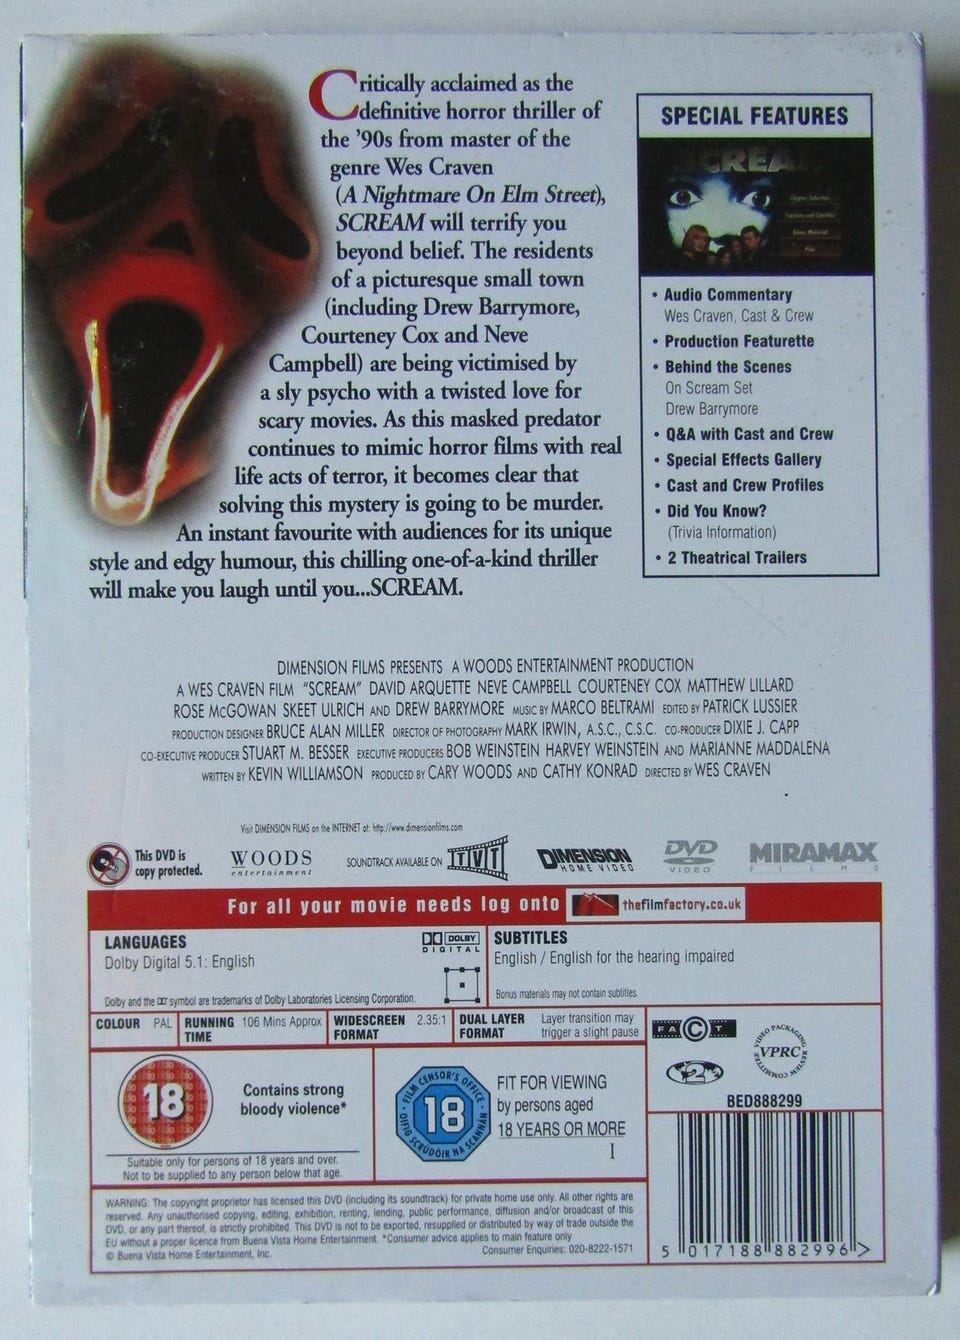 Critically acclaimed as the
definitive horror thriller of
the '90s from master of the
genre Wes Craven
(A Nightmare On Elm Street),
SCREAM will terrify you
beyond belief. The residents
of a picturesque small town
(including Drew Barrymore,
Courteney Cox and Neve
Campbell) are being victimised by
a sly psycho with a twisted love for
scary movies. As this masked predator
continues to mimic horror films with real
life acts of terror, it becomes clear that
solving this mystery is going to be murder.
An instant favourite with audiences for its unique
style and edgy humour, this chilling one-of-a-kind thriller
will make you laugh until you...SCREAM.
SPECIAL FEATURES
SCREAM
Bonus Material
Play
• Audio Commentary
Wes Craven, Cast & Crew
• Production Featurette
• Behind the Scenes
On Scream Set
Drew Barrymore
• Q&A with Cast and Crew
• Special Effects Gallery
• Cast and Crew Profiles
• Did You Know?
(Trivia Information)
• 2 Theatrical Trailers
DIMENSION FILMS PRESENTS A WOODS ENTERTAINMENT PRODUCTION
A WES CRAVEN FILM "SCREAM" DAVID ARQUETTE NEVE CAMPBELL COURTENEY COX MATTHEW LILLARD
ROSE McGOWAN SKEET ULRICH AND DREW BARRYMORE MUSIC BY MARCO BELTRAMI EDITED BY PATRICK LUSSIER
PRODUCTION DESIGNER BRUCE ALAN MILLER DIRECTOR OF PHOTOGRAPHY MARK IRWIN, A.S.C., C.S.C. CO-PRODUCER DIXIE J. CAPP
CO-EXECUTIVE PRODUCER STUART M. BESSER EXECUTIVE PRODUCERS BOB WEINSTEIN HARVEY WEINSTEIN AND MARIANNE MADDALENA
WRITTEN BY KEVIN WILLIAMSON PRODUCED BY CARY WOODS AND CATHY KONRAD DIRECTED BY WES CRAVEN
Visit DIMENSION FILMS on the INTERNET at: http://www.dimensionfilms.com
This DVD is
copy protected.
WOODS
entertainment
SOUNDTRACK AVAILABLE ON TVT
DIMENSION
HOME VIDEO
DVD
VIDEO
MIRAMAX
FILMS
For all your movie needs log onto thefilmfactory.co.uk
LANGUAGES
Dolby Digital 5.1: English
DOLBY
DIGITAL
Dolby and the DD symbol are trademarks of Dolby Laboratories Licensing Corporation.
SUBTITLES
English / English for the hearing impaired
Bonus materials may not contain subtitles.
COLOUR PAL
RUNNING TIME 106 Mins Approx
WIDESCREEN FORMAT 2.35:1
DUAL LAYER FORMAT Layer transition may
trigger a slight pause
FACT
VIDEO PACKAGING
VPRC
REVIEW COMMITTEE
2
BED888299
18
Contains strong
bloody violence*
Suitable only for persons of 18 years and over.
Not to be supplied to any person below that age.
FILM CENSOR'S OFFICE
18
OIFIG SCRÚDÓIR NA SCANNÁN
FIT FOR VIEWING
by persons aged
18 YEARS OR MORE
I
WARNING: The copyright proprietor has licensed this DVD (including its soundtrack) for private home use only. All other rights are
reserved. Any unauthorised copying, editing, exhibition, renting, lending, public performance, diffusion and/or broadcast of this
DVD, or any part thereof, is strictly prohibited. This DVD is not to be exported, resupplied or distributed by way of trade outside the
EU without a proper licence from Buena Vista Home Entertainment. *Consumer advice applies to main feature only
© Buena Vista Home Entertainment, Inc. Consumer Enquiries: 020-8222-1571
5 017188 882996 >